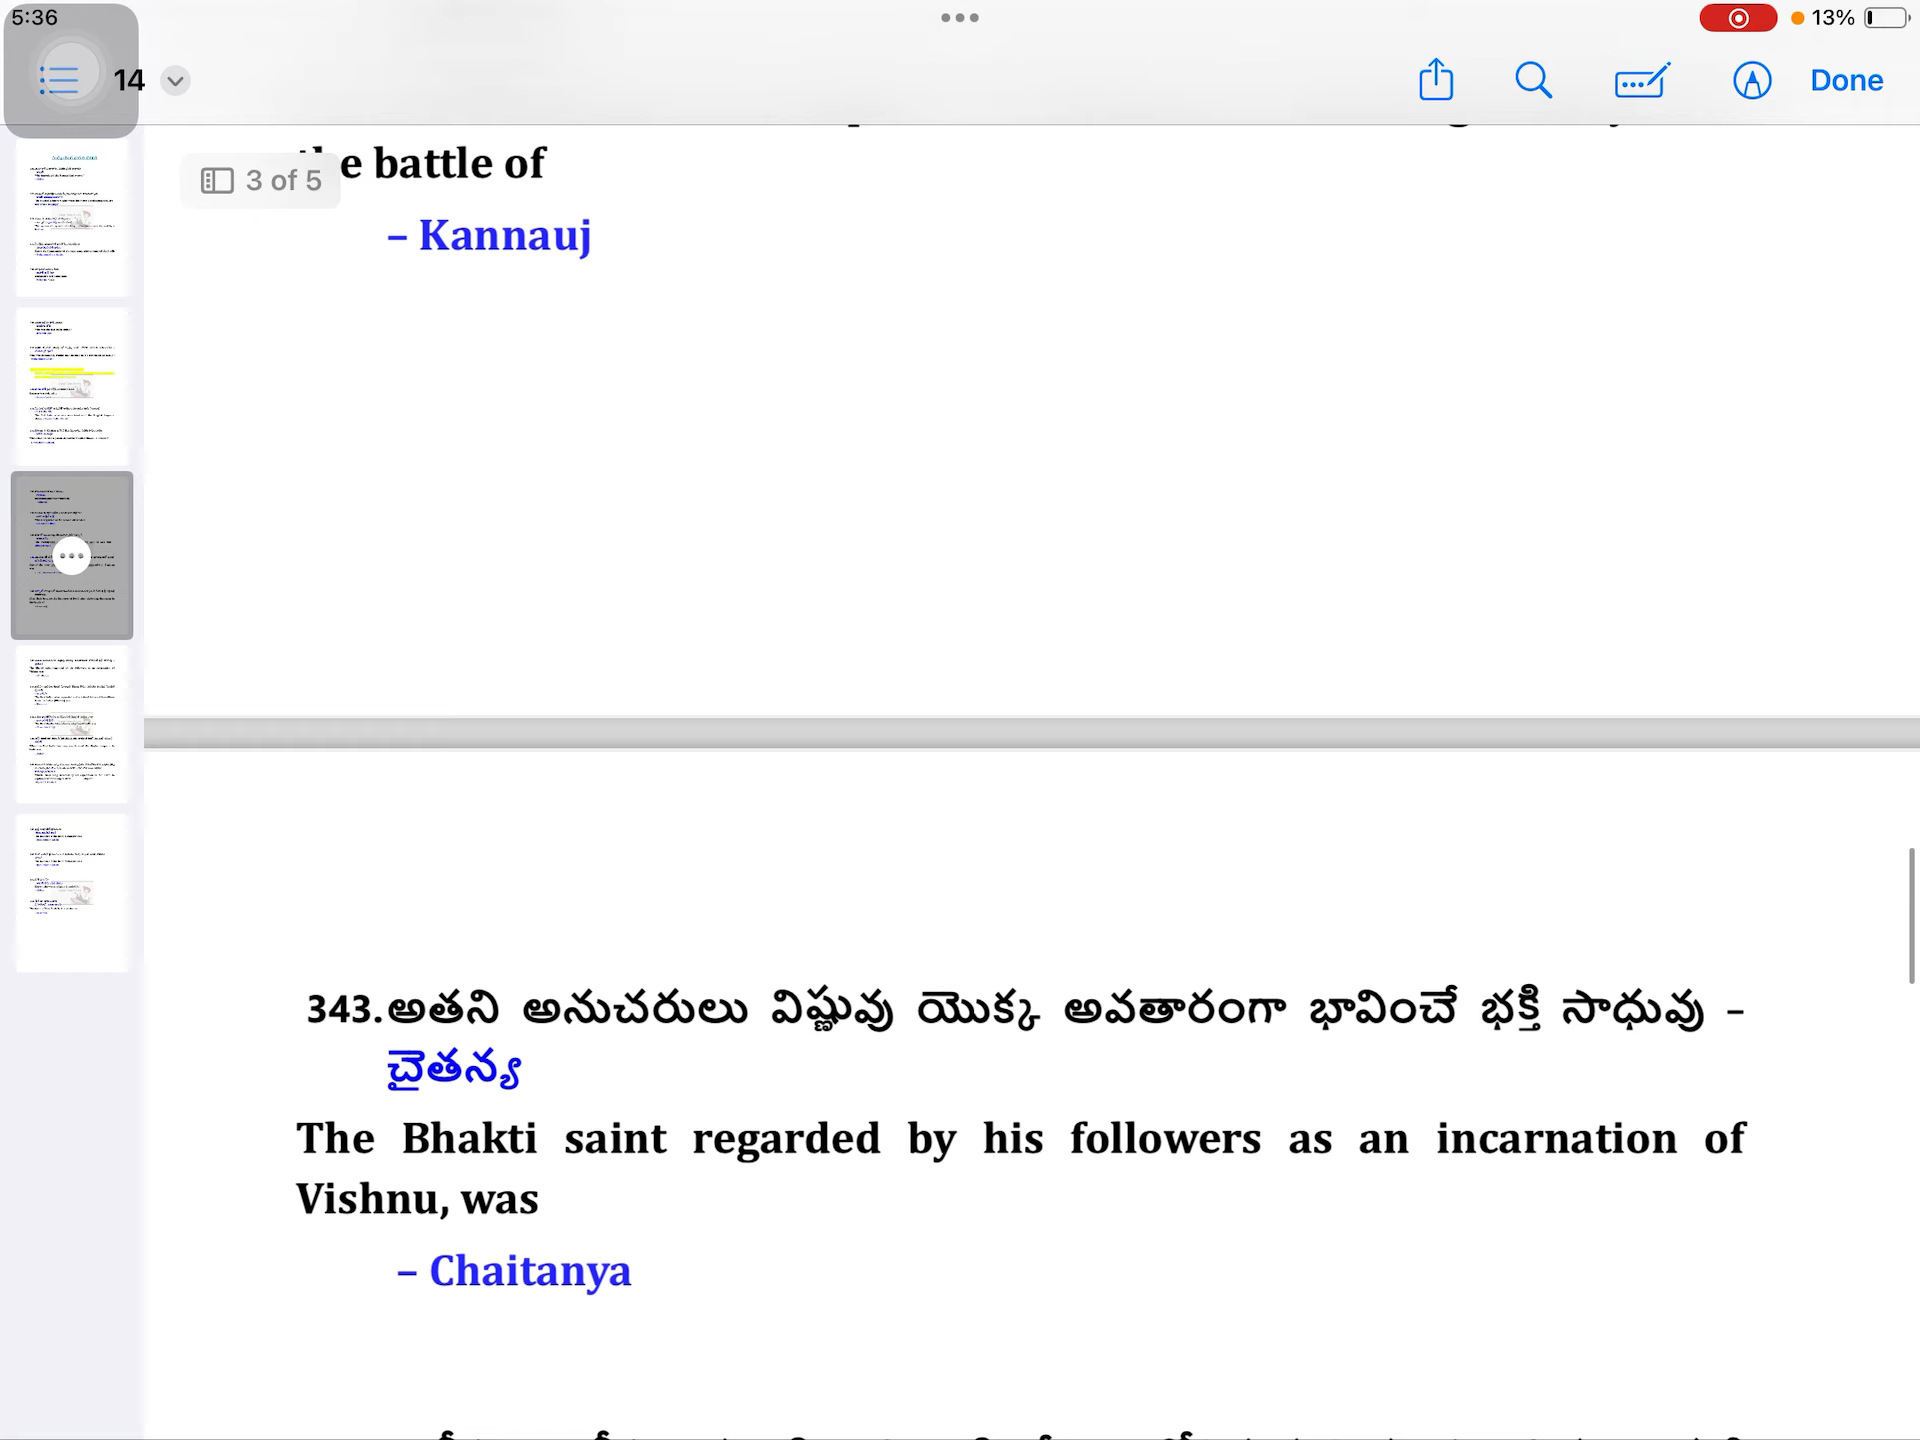 5:36
13%
14
Done
3 of 5
the battle of
– Kannauj
343.అతని అనుచరులు విష్ణువు యొక్క అవతారంగా భావించే భక్తి సాధువు –
చైతన్య
The Bhakti saint regarded by his followers as an incarnation of
Vishnu, was
– Chaitanya